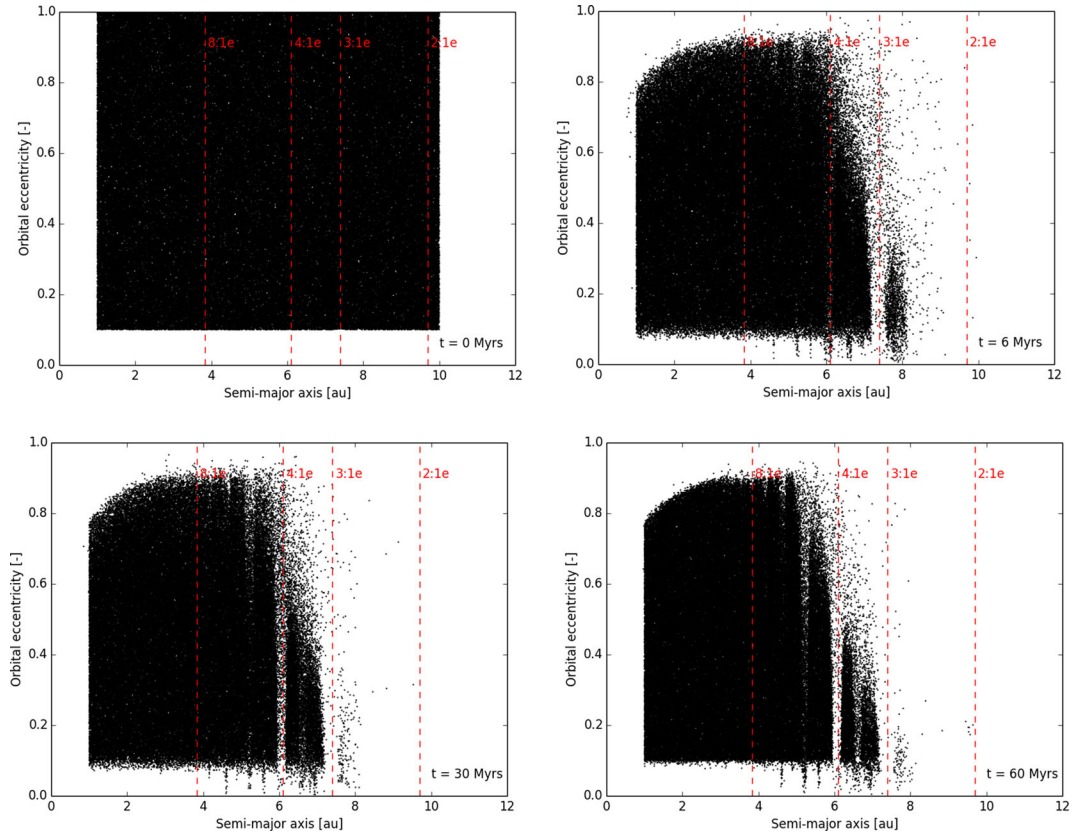 1.0
8:1e 4:1e 3:1e 2:1e
0.8
0.6
Orbital eccentricity [-]
0.4
0.2
t = 0 Myrs
0.0
0 2 4 6 8 10 12
Semi-major axis [au]
1.0
8:1e 4:1e 3:1e 2:1e
0.8
0.6
Orbital eccentricity [-]
0.4
0.2
t = 6 Myrs
0.0
0 2 4 6 8 10 12
Semi-major axis [au]
1.0
8:1e 4:1e 3:1e 2:1e
0.8
0.6
Orbital eccentricity [-]
0.4
0.2
t = 30 Myrs
0.0
0 2 4 6 8 10 12
Semi-major axis [au]
1.0
8:1e 4:1e 3:1e 2:1e
0.8
0.6
Orbital eccentricity [-]
0.4
0.2
t = 60 Myrs
0.0
0 2 4 6 8 10 12
Semi-major axis [au]